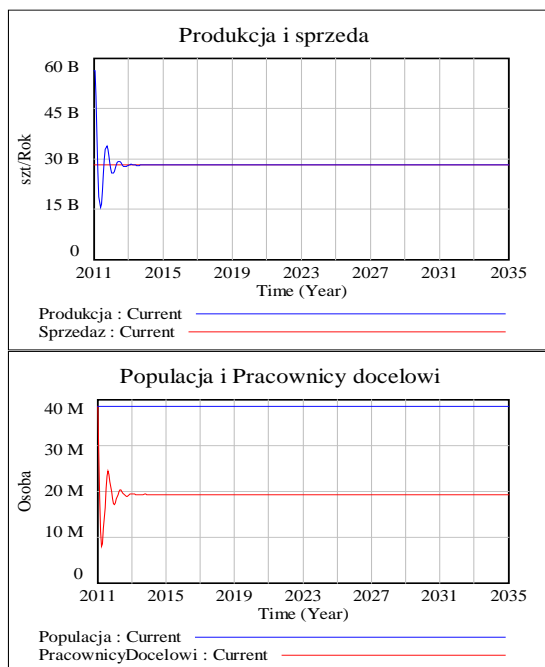 Produkcja i sprzeda
60 B
45 B
30 B
15 B
0
szt/Rok
2011 2015 2019 2023 2027 2031 2035
Time (Year)
Produkcja : Current
Sprzedaz : Current
Populacja i Pracownicy docelowi
40 M
30 M
20 M
10 M
0
Osoba
2011 2015 2019 2023 2027 2031 2035
Time (Year)
Populacja : Current
PracownicyDocelowi : Current